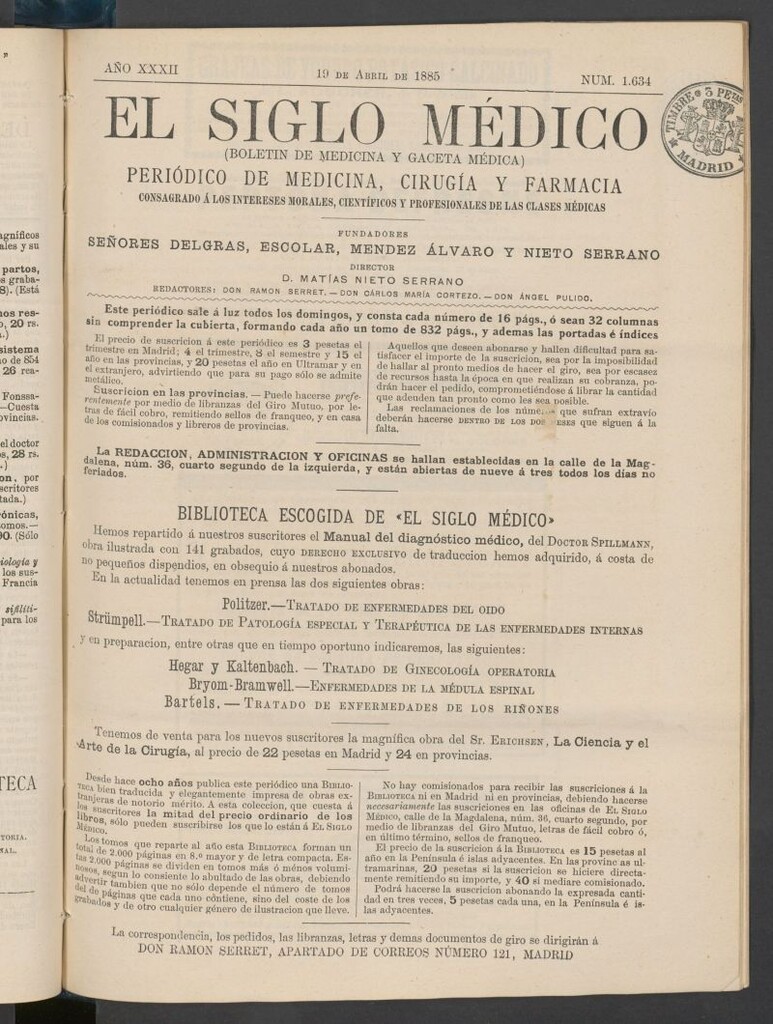 AÑO XXXII
19 DE ABRIL DE 1885
NUM. 1.634
EL SIGLO MÉDICO
TIMBRE 3 PETAS
MADRID
(BOLETIN DE MEDICINA Y GACETA MÉDICA)
PERIÓDICO DE MEDICINA, CIRUGÍA Y FARMACIA
CONSAGRADO Á LOS INTERESES MORALES, CIENTÍFICOS Y PROFESIONALES DE LAS CLASES MÉDICAS
FUNDADORES
SEÑORES DELGRAS, ESCOLAR, MENDEZ ÁLVARO Y NIETO SERRANO
DIRECTOR
D. MATÍAS NIETO SERRANO
REDACTORES: DON RAMON SERRET. — DON CÁRLOS MARÍA CORTEZO. — DON ÁNGEL PULIDO.
Este periódico sale á luz todos los domingos, y consta cada número de 16 págs., ó sean 32 columnas
sin comprender la cubierta, formando cada año un tomo de 832 págs., y ademas las portadas é índices
El precio de suscricion á este periódico es 3 pesetas el
trimestre en Madrid; 4 el trimestre, 8 el semestre y 15 el
año en las provincias, y 20 pesetas el año en Ultramar y en
el extranjero, advirtiendo que para su pago sólo se admite
metálico.
Suscricion en las provincias. — Puede hacerse prefe-
rentemente por medio de libranzas del Giro Mutuo, por le-
tras de fácil cobro, remitiendo sellos de franqueo, y en casa
de los comisionados y libreros de provincias.
Aquellos que deseen abonarse y hallen dificultad para sa-
tisfacer el importe de la suscricion, sea por la imposibilidad
de hallar al pronto medios de hacer el giro, sea por escasez
de recursos hasta la época en que realizan su cobranza, po-
drán hacer el pedido, comprometiéndose á librar la cantidad
que adeuden tan pronto como les sea posible.
Las reclamaciones de los que sufran extravío
deberán hacerse DENTRO DE LOS DOS MESES que siguen á la
falta.
La REDACCION, ADMINISTRACION Y OFICINAS se hallan establecidas en la calle de la Mag-
dalena, núm. 36, cuarto segundo de la izquierda, y están abiertas de nueve á tres todos los días no
feriados.
BIBLIOTECA ESCOGIDA DE «EL SIGLO MÉDICO»
Hemos repartido á nuestros suscritores el Manual del diagnóstico médico, del DOCTOR SPILLMANN,
obra ilustrada con 141 grabados, cuyo DERECHO EXCLUSIVO de traduccion hemos adquirido, á costa de
no pequeños dispendios, en obsequio á nuestros abonados.
En la actualidad tenemos en prensa las dos siguientes obras:
Politzer.—TRATADO DE ENFERMEDADES DEL OIDO
Strümpell.—TRATADO DE PATOLOGÍA ESPECIAL Y TERAPÉUTICA DE LAS ENFERMEDADES INTERNAS
y en preparacion, entre otras que en tiempo oportuno indicaremos, las siguientes:
Hegar y Kaltenbach. — TRATADO DE GINECOLOGÍA OPERATORIA
Bryom-Bramwell.—ENFERMEDADES DE LA MÉDULA ESPINAL
Bartels. — TRATADO DE ENFERMEDADES DE LOS RIÑONES
Tenemos de venta para los nuevos suscritores la magnífica obra del Sr. ERICHSEN, La Ciencia y el
Arte de la Cirugía, al precio de 22 pesetas en Madrid y 24 en provincias.
Desde hace ocho años publica este periódico una BIBLIO-
TECA bien traducida y elegantemente impresa de obras ex-
tranjeras de notorio mérito. A esta coleccion, que cuesta á
los suscritores la mitad del precio ordinario de los
libros, sólo pueden suscribirse los que lo están á EL SIGLO
MÉDICO.
Los tomos que reparte al año esta BIBLIOTECA forman un
total de 2.000 páginas en 8.º mayor y de letra compacta. Es-
tas 2.000 páginas se dividen en tomos más ó ménos volumi-
nosos, segun lo consiente lo abultado de las obras, debiendo
advertir tambien que no sólo depende el número de tomos
del de páginas que cada uno contiene, sino del coste de los
grabados y de otro cualquier género de ilustracion que lleve.
No hay comisionados para recibir las suscriciones á la
BIBLIOTECA ni en Madrid ni en provincias, debiendo hacerse
necesariamente las suscriciones en las oficinas de EL SIGLO
MÉDICO, calle de la Magdalena, núm. 36, cuarto segundo, por
medio de libranzas del Giro Mutuo, letras de fácil cobro ó,
en último término, sellos de franqueo.
El precio de la suscricion á la BIBLIOTECA es 15 pesetas al
año en la Península é islas adyacentes. En las provincias ul-
tramarinas, 20 pesetas si la suscricion se hiciere directa-
mente remitiendo su importe, y 40 si mediare comisionado.
Podrá hacerse la suscricion abonando la expresada canti-
dad en tres veces, 5 pesetas cada una, en la Península é is-
las adyacentes.
La correspondencia, los pedidos, las libranzas, letras y demas documentos de giro se dirigirán á
DON RAMON SERRET, APARTADO DE CORREOS NÚMERO 121, MADRID